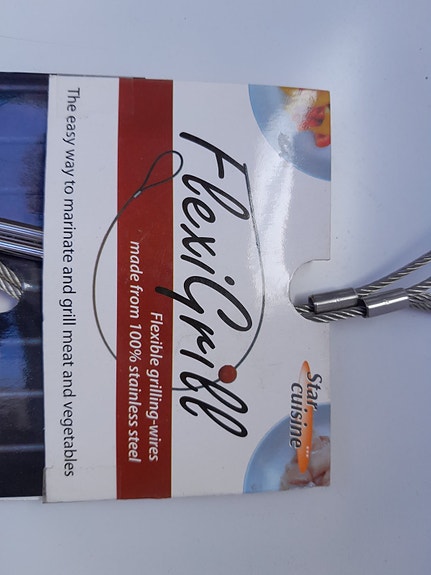 Star
cuisine
FlexiGrill
Flexible grilling-wires
made from 100% stainless steel
The easy way to marinate and grill meat and vegetables